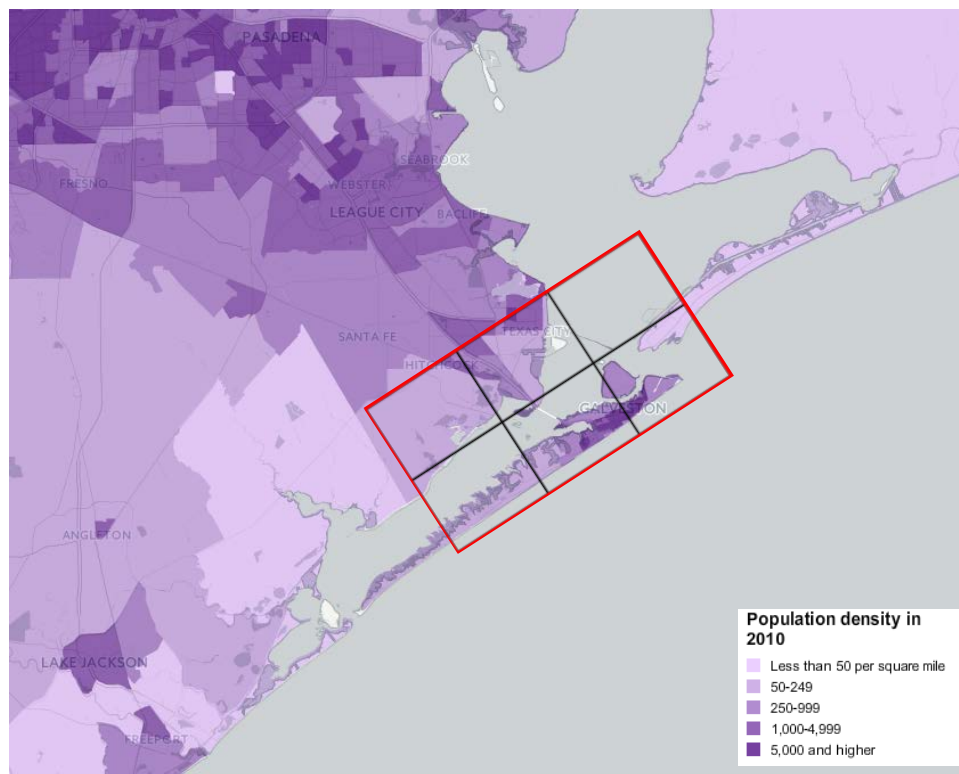 PASADENA
SEABROOK
FRESNO
WEBSTER
LEAGUE CITY
BACLIFF
SANTA FE
TEXAS CITY
HITCHCOCK
GALVESTON
ANGLETON
LAKE JACKSON
FREEPORT
Population density in
2010
Less than 50 per square mile
50-249
250-999
1,000-4,999
5,000 and higher